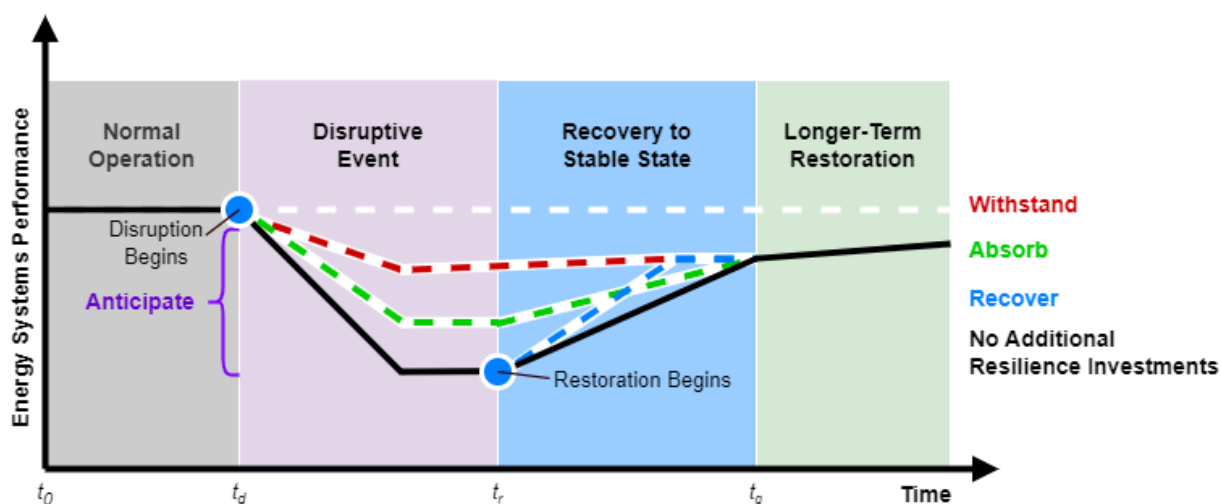 Energy Systems Performance
Normal
Operation
Disruptive
Event
Recovery to
Stable State
Longer-Term
Restoration
Disruption
Begins
Anticipate
Restoration Begins
Withstand
Absorb
Recover
No Additional
Resilience Investments
t0
td
tr
tq
Time